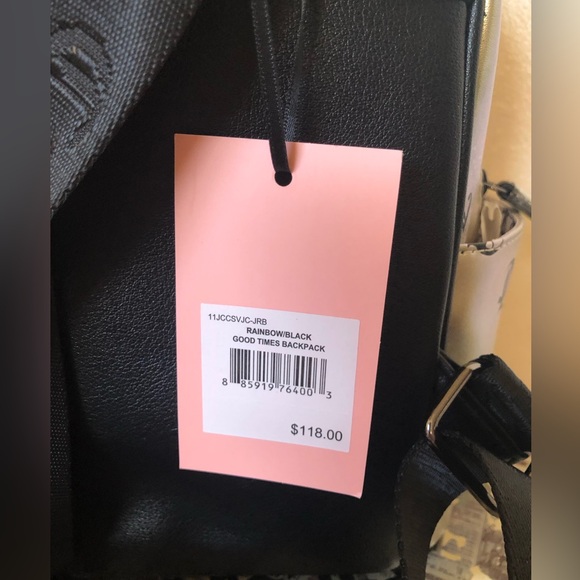 11JCCSVJC-JRB
RAINBOW/BLACK
GOOD TIMES BACKPACK
8 85919 76400 3
$118.00